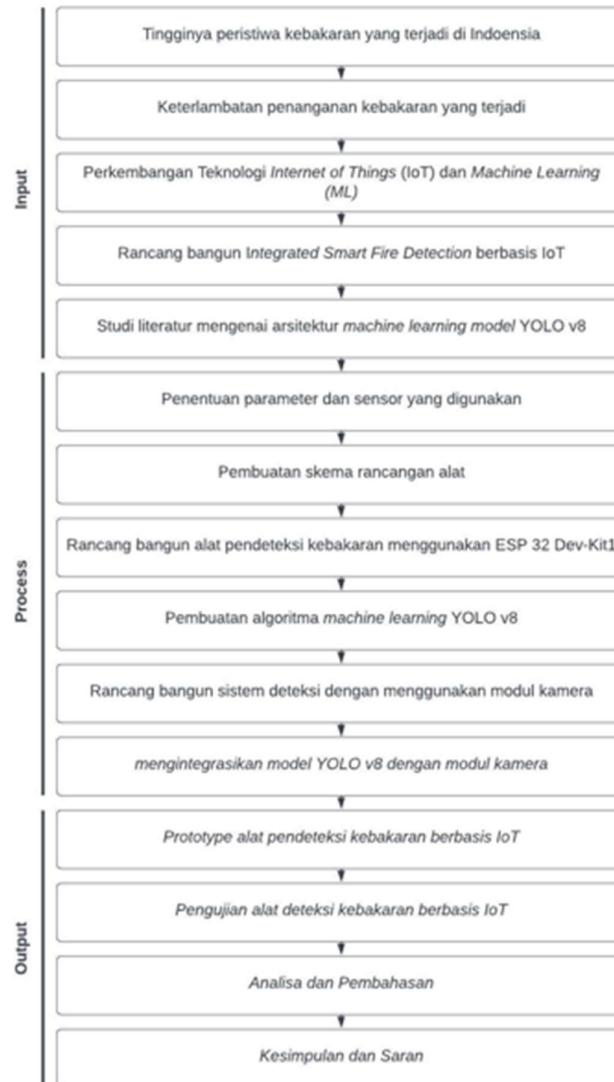 Input
Tingginya peristiwa kebakaran yang terjadi di Indoensia
Keterlambatan penanganan kebakaran yang terjadi
Perkembangan Teknologi Internet of Things (IoT) dan Machine Learning
(ML)
Rancang bangun Integrated Smart Fire Detection berbasis IoT
Studi literatur mengenai arsitektur machine learning model YOLO v8
Process
Penentuan parameter dan sensor yang digunakan
Pembuatan skema rancangan alat
Rancang bangun alat pendeteksi kebakaran menggunakan ESP 32 Dev-Kit1
Pembuatan algoritma machine learning YOLO v8
Rancang bangun sistem deteksi dengan menggunakan modul kamera
mengintegrasikan model YOLO v8 dengan modul kamera
Output
Prototype alat pendeteksi kebakaran berbasis IoT
Pengujian alat deteksi kebakaran berbasis IoT
Analisa dan Pembahasan
Kesimpulan dan Saran